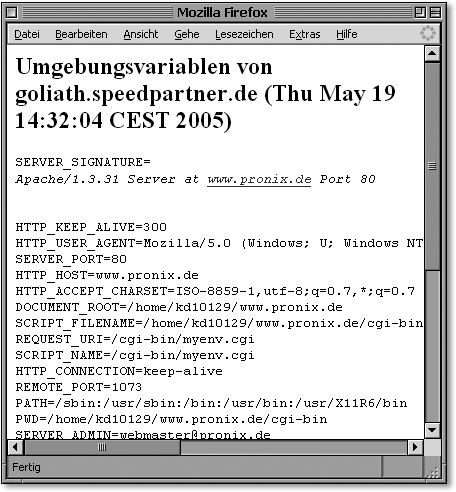 Mozilla Firefox
Datei Bearbeiten Ansicht Gehe Lesezeichen Extras Hilfe
Umgebungsvariablen von
goliath.speedpartner.de (Thu May 19
14:32:04 CEST 2005)
SERVER_SIGNATURE=
Apache/1.3.31 Server at www.pronix.de Port 80
HTTP_KEEP_ALIVE=300
HTTP_USER_AGENT=Mozilla/5.0 (Windows; U; Windows NT
SERVER_PORT=80
HTTP_HOST=www.pronix.de
HTTP_ACCEPT_CHARSET=ISO-8859-1,utf-8;q=0.7,*;q=0.7
DOCUMENT_ROOT=/home/kd10129/www.pronix.de
SCRIPT_FILENAME=/home/kd10129/www.pronix.de/cgi-bin
REQUEST_URI=/cgi-bin/myenv.cgi
SCRIPT_NAME=/cgi-bin/myenv.cgi
HTTP_CONNECTION=keep-alive
REMOTE_PORT=1073
PATH=/sbin:/usr/sbin:/bin:/usr/bin:/usr/X11R6/bin
PWD=/home/kd10129/www.pronix.de/cgi-bin
SERVER_ADMIN=webmaster@pronix.de
Fertig